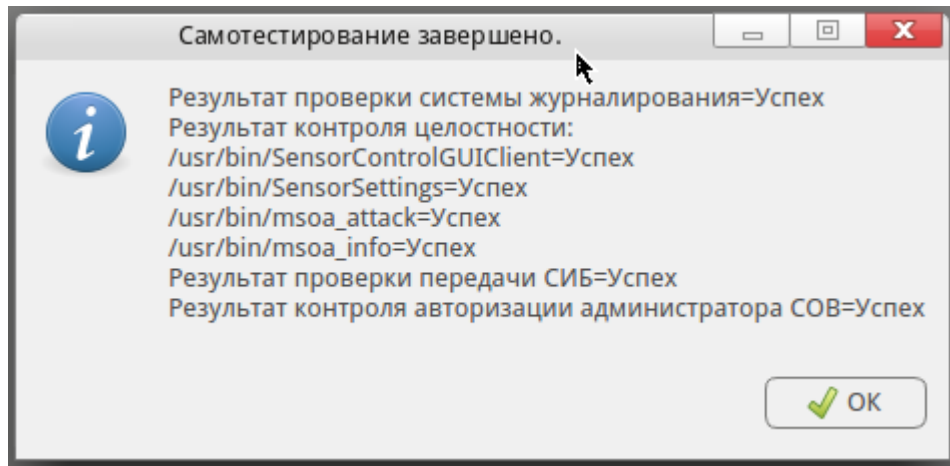 Самотестирование завершено.
Результат проверки системы журналирования=Успех
Результат контроля целостности:
/usr/bin/SensorControlGUIClient=Успех
/usr/bin/SensorSettings=Успех
/usr/bin/msoa_attack=Успех
/usr/bin/msoa_info=Успех
Результат проверки передачи СИБ=Успех
Результат контроля авторизации администратора СОВ=Успех
OK